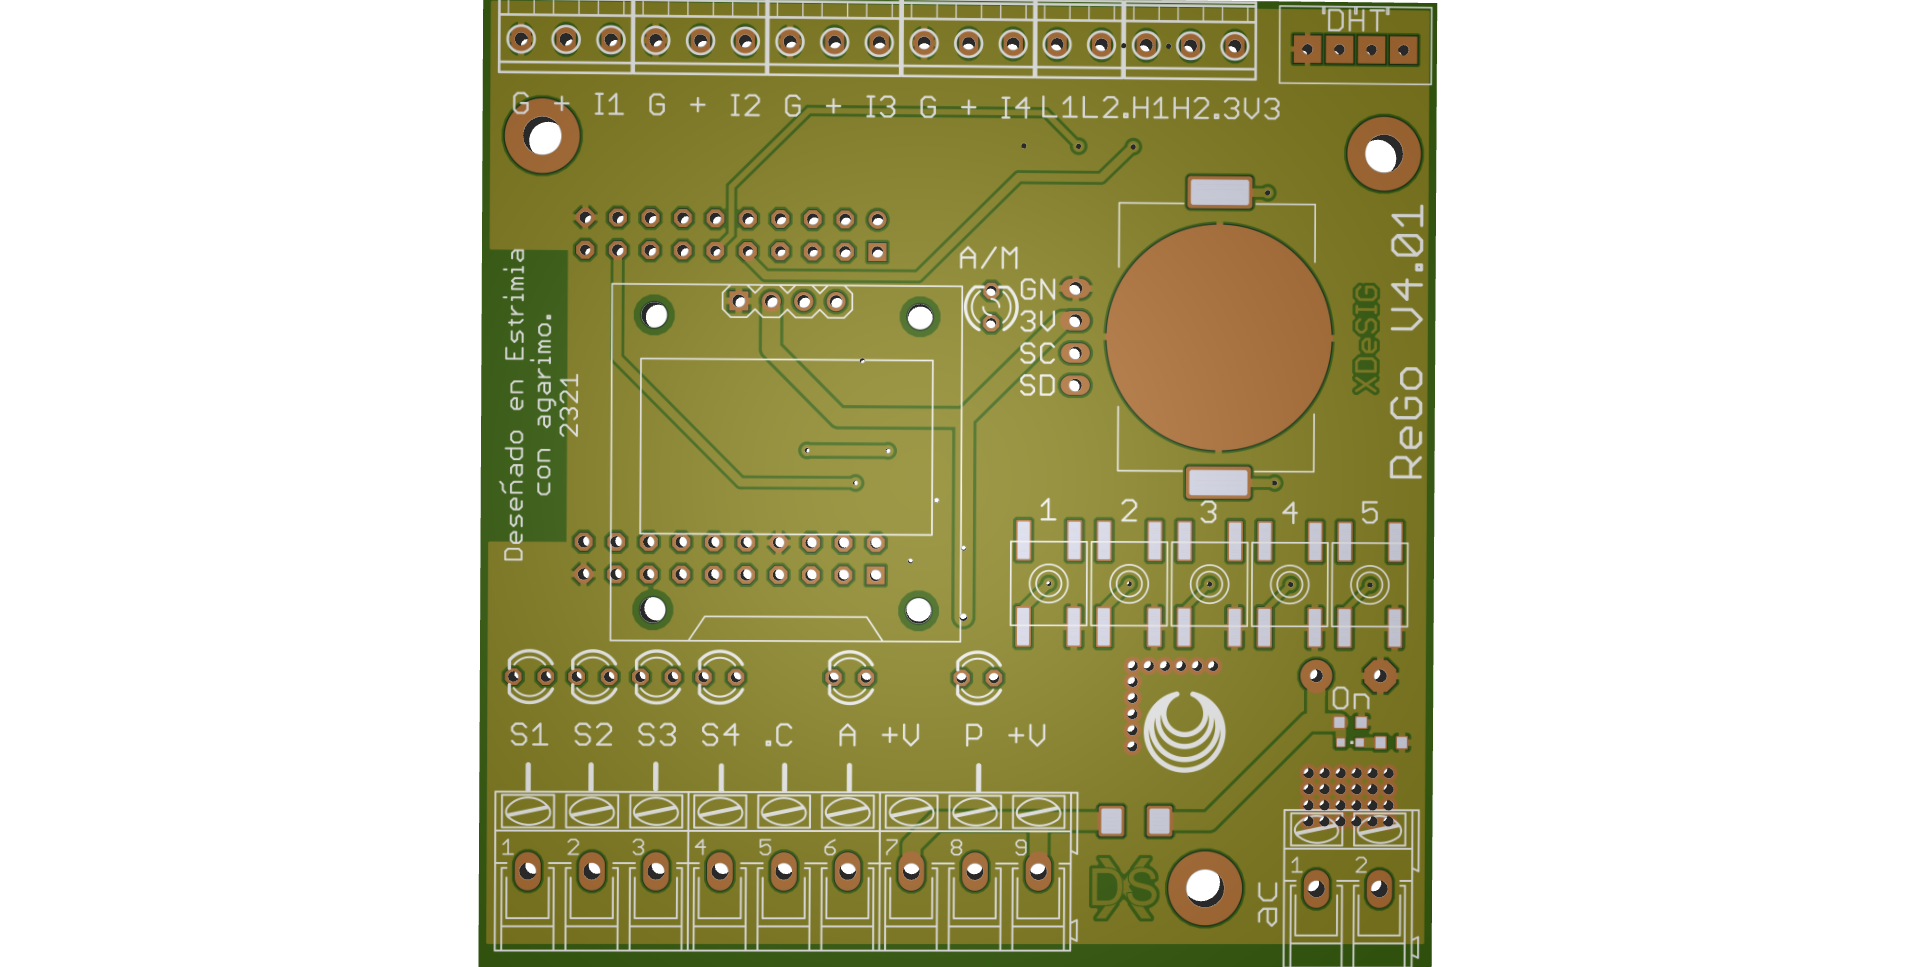 DHT
G + I1 G + I2 G + I3 G + I4 L1L2.H1H2.3V3
A/M
GN
3V
SC
SD
XDeSIG
ReGo V4.01
Deseñado en Estrimia
con agarimo.
2321
1 2 3 4 5
On
S1 S2 S3 S4 .C A +V P +V
1 2 3 4 5 6 7 8 9
DS
ac
1 2